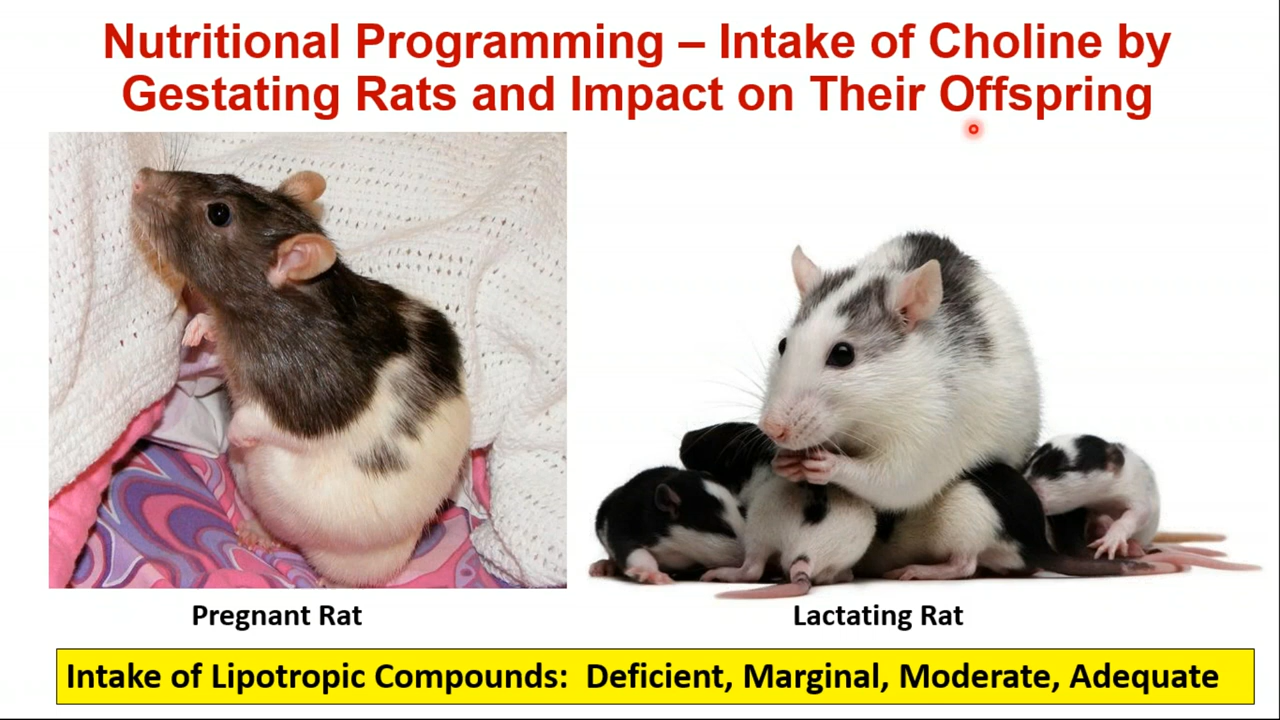 Nutritional Programming – Intake of Choline by
Gestating Rats and Impact on Their Offspring
Pregnant Rat
Lactating Rat
Intake of Lipotropic Compounds: Deficient, Marginal, Moderate, Adequate